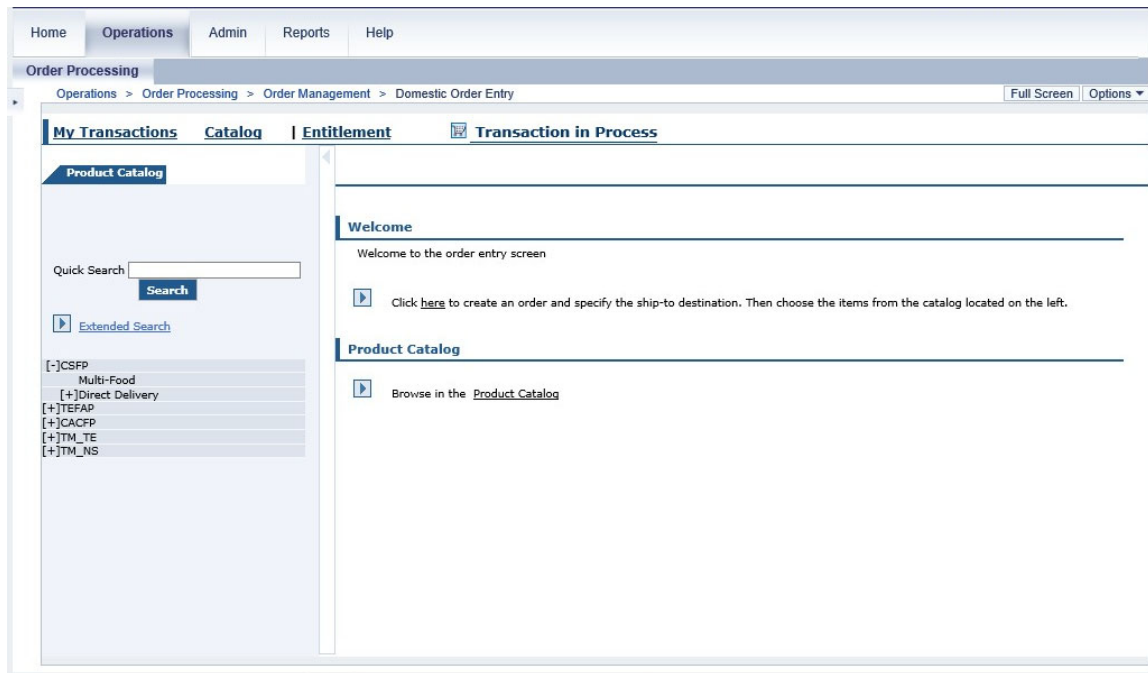 Home Operations Admin Reports Help
Order Processing
Operations > Order Processing > Order Management > Domestic Order Entry Full Screen Options
My Transactions Catalog | Entitlement Transaction in Process
Product Catalog
Quick Search
Search
Extended Search
[-]CSFP
Multi-Food
[+]Direct Delivery
[+]TEFAP
[+]CACFP
[+]TM_TE
[+]TM_NS
Welcome
Welcome to the order entry screen
Click here to create an order and specify the ship-to destination. Then choose the items from the catalog located on the left.
Product Catalog
Browse in the Product Catalog